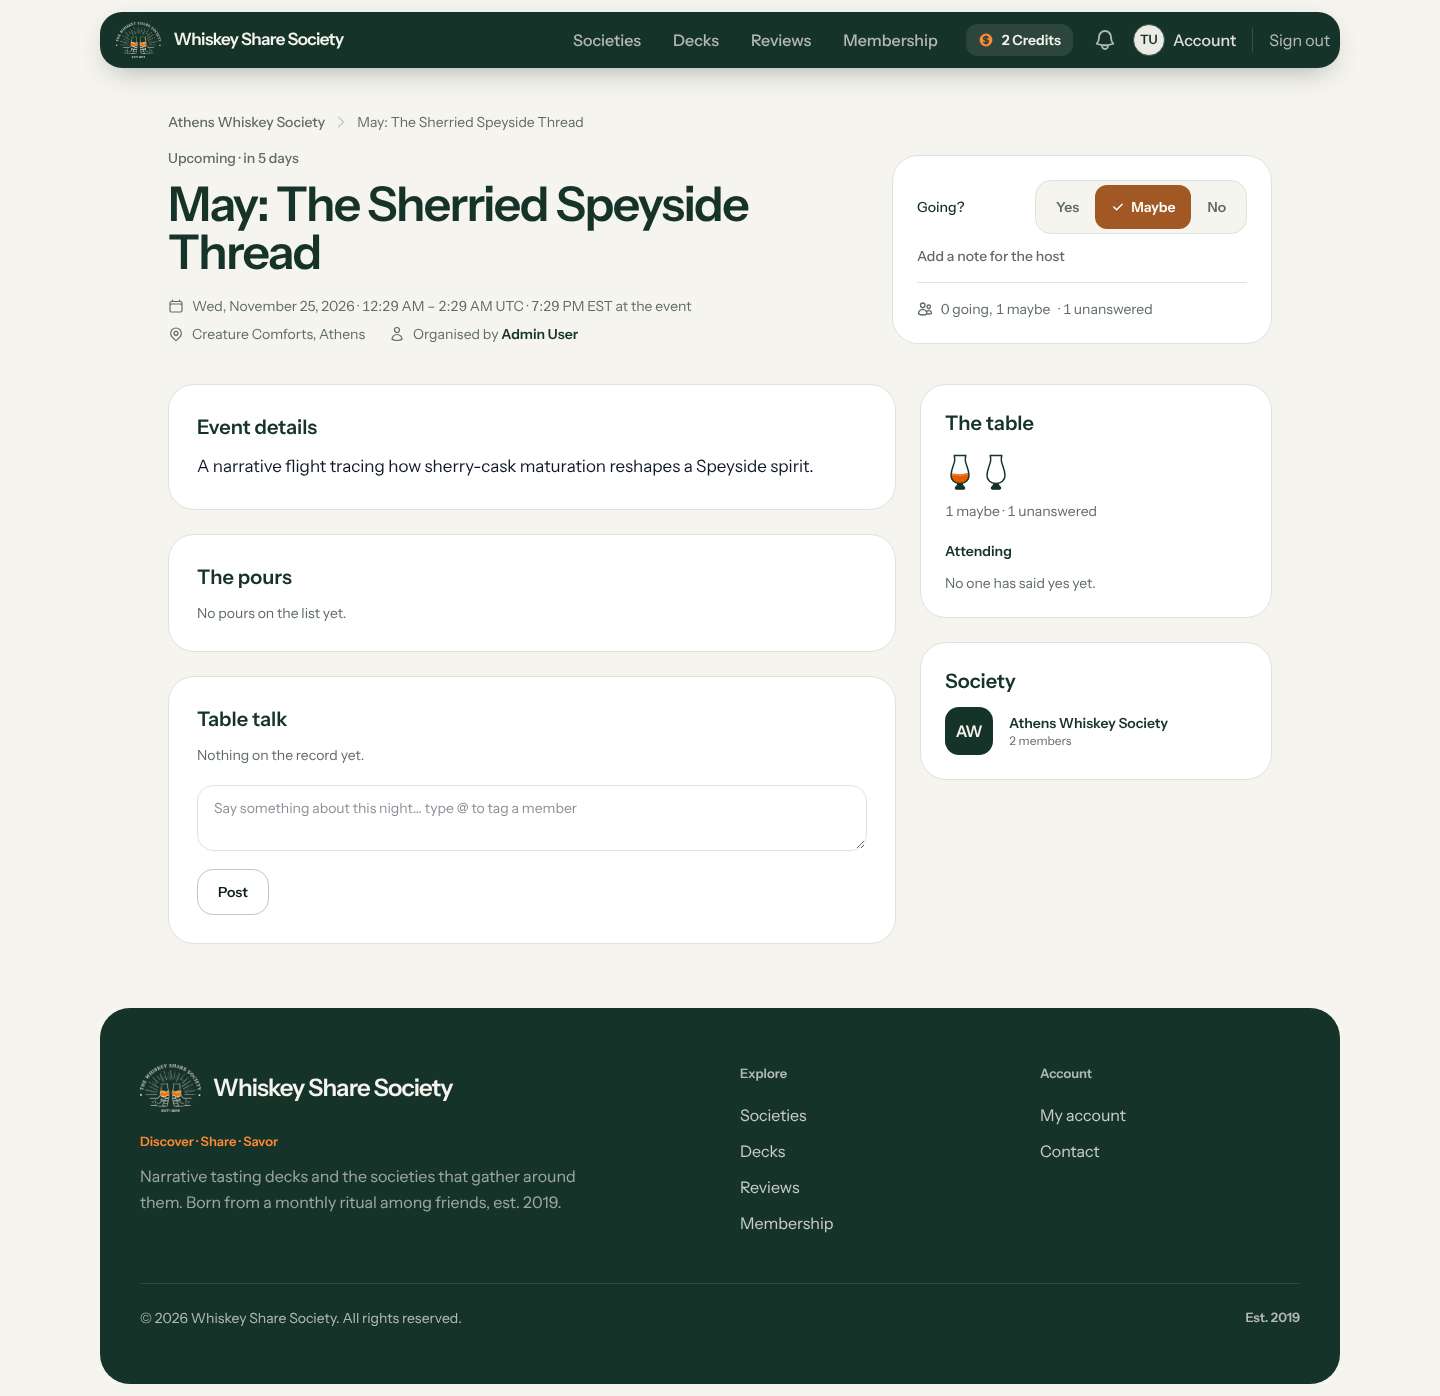 Whiskey Share Society
Societies
Decks
Reviews
Membership
2 Credits
TU
Account
Sign out
Athens Whiskey Society
May: The Sherried Speyside Thread
Upcoming · in 5 days
May: The Sherried Speyside
Thread
Wed, November 25, 2026 · 12:29 AM – 2:29 AM UTC · 7:29 PM EST at the event
Creature Comforts, Athens
Organised by Admin User
Going?
Yes
Maybe
No
Add a note for the host
0 going, 1 maybe · 1 unanswered
Event details
A narrative flight tracing how sherry-cask maturation reshapes a Speyside spirit.
The pours
No pours on the list yet.
Table talk
Nothing on the record yet.
Say something about this night... type @ to tag a member
Post
The table
1 maybe · 1 unanswered
Attending
No one has said yes yet.
Society
AW
Athens Whiskey Society
2 members
Whiskey Share Society
Discover · Share · Savor
Narrative tasting decks and the societies that gather around
them. Born from a monthly ritual among friends, est. 2019.
Explore
Societies
Decks
Reviews
Membership
Account
My account
Contact
© 2026 Whiskey Share Society. All rights reserved.
Est. 2019